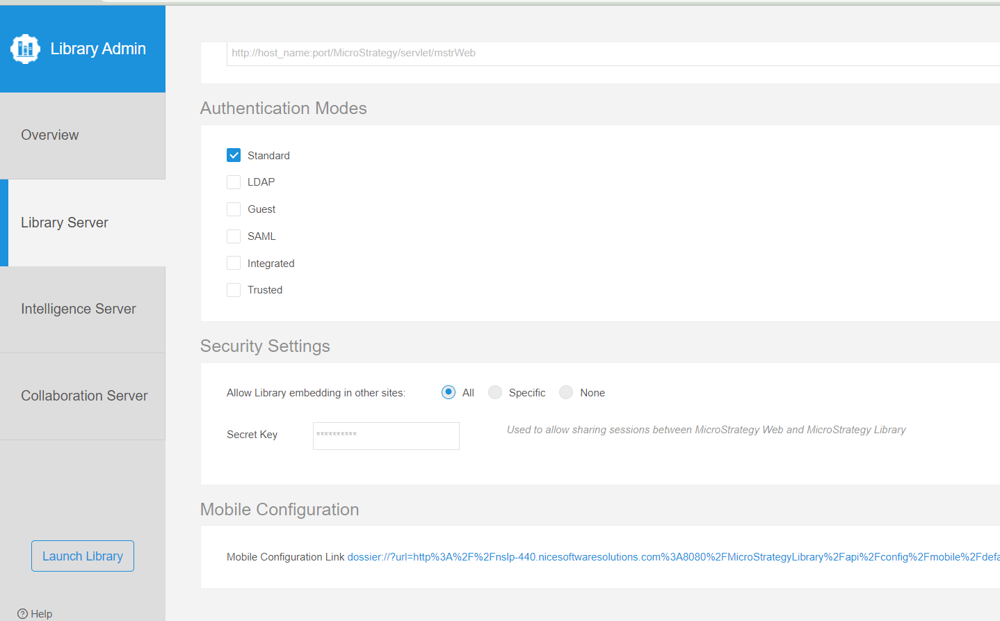 Library Admin
Overview
Library Server
Intelligence Server
Collaboration Server
Launch Library
Help
http://host_name:port/MicroStrategy/servlet/mstrWeb
Authentication Modes
Standard
LDAP
Guest
SAML
Integrated
Trusted
Security Settings
Allow Library embedding in other sites: All Specific None
Secret Key ********** Used to allow sharing sessions between MicroStrategy Web and MicroStrategy Library
Mobile Configuration
Mobile Configuration Link dossier://?url=http%3A%2F%2Fnslp-440.nicesoftwaresolutions.com%3A8080%2FMicroStrategyLibrary%2Fapi%2Fconfig%2Fmobile%2Fdefa